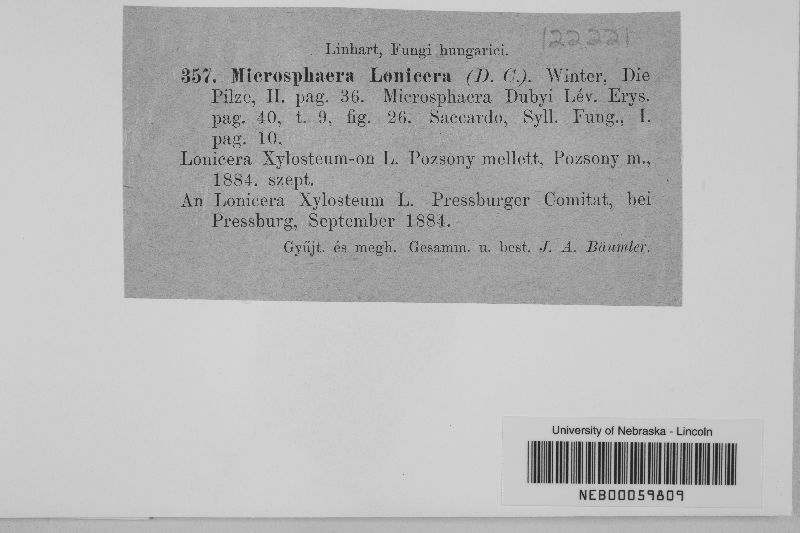 122221
Linhart, Fungi hungarici.
357. Microsphaera Lonicera (D. C.). Winter, Die
Pilze, II. pag. 36. Microsphaera Dubyi Lév. Erys.
pag. 40, t. 9, fig. 26. Saccardo, Syll. Fung., I.
pag. 10.
Lonicera Xylosteum-on L. Pozsony mellett, Pozsony m.,
1884. szept.
An Lonicera Xylosteum L. Pressburger Comitat, bei
Pressburg, September 1884.
Gyűjt. és megh. Gesamm. u. best. J. A. Bäumler.
University of Nebraska - Lincoln
NEB00059809